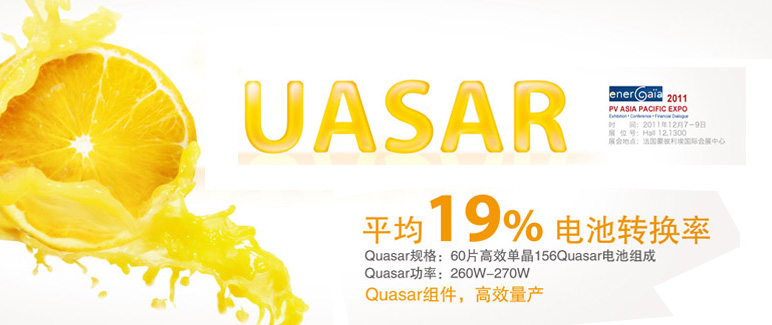 UASAR
enerGaïa 2011
PV ASIA PACIFIC EXPO
Exhibition • Conference • Financial Dialogue
时 间：2011年12月7-9日
展 位 号：Hall 12,1300
展会地点：法国蒙彼利埃国际会展中心
平均19% 电池转换率
Quasar规格：60片高效单晶156Quasar电池组成
Quasar功率：260W-270W
Quasar组件，高效量产